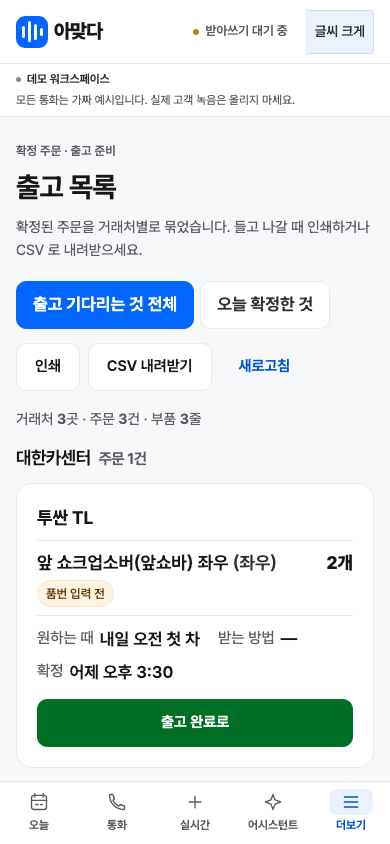 아맞다
받아쓰기 대기 중
글씨 크게
데모 워크스페이스
모든 통화는 가짜 예시입니다. 실제 고객 녹음은 올리지 마세요.
확정 주문 · 출고 준비
출고 목록
확정된 주문을 거래처별로 묶었습니다. 들고 나갈 때 인쇄하거나
CSV 로 내려받으세요.
출고 기다리는 것 전체
오늘 확정한 것
인쇄
CSV 내려받기
새로고침
거래처 3곳 · 주문 3건 · 부품 3줄
대한카센터 주문 1건
투싼 TL
앞 쇼크업소버(앞쇼바) 좌우 (좌우) 2개
품번 입력 전
원하는 때 내일 오전 첫 차 받는 방법 —
확정 어제 오후 3:30
출고 완료로
오늘
통화
실시간
어시스턴트
더보기